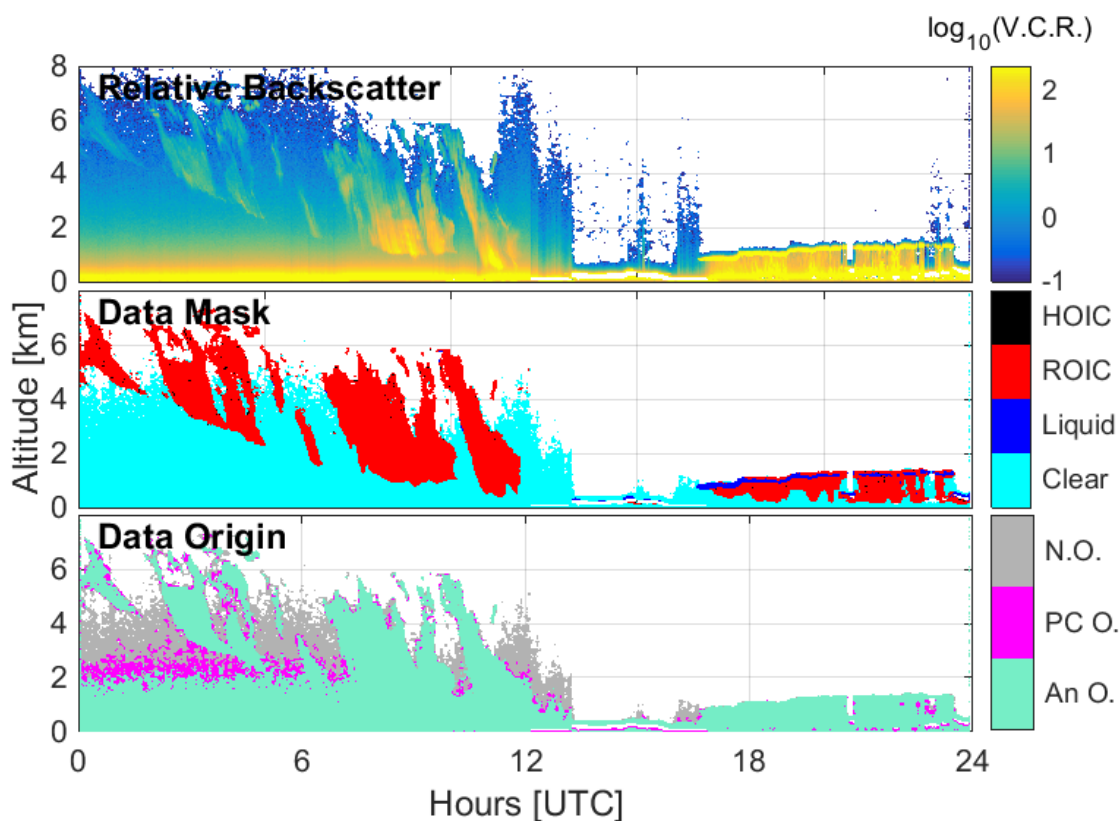 log10(V.C.R.)
8
Relative Backscatter
6
4
2
0
2
1
0
-1
Data Mask
6
4
2
0
HOIC
ROIC
Liquid
Clear
Altitude [km]
Data Origin
6
4
2
0
N.O.
PC O.
An O.
0 6 12 18 24
Hours [UTC]